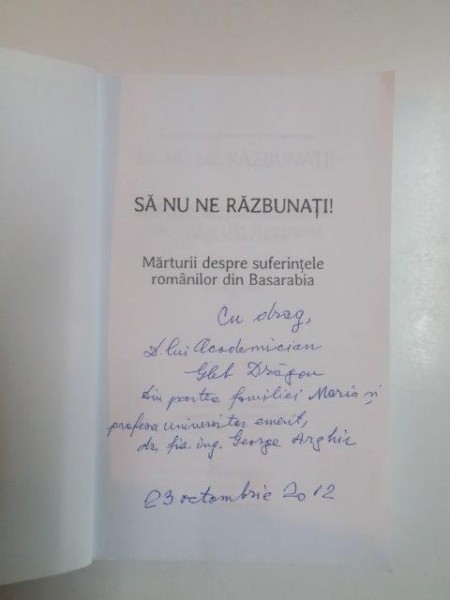 SĂ NU NE RĂZBUNAȚI!
Mărturii despre suferințele
românilor din Basarabia
Cu drag,
D-lui Academician
Gleb Drăgan
din partea familiei Maria și
profesor universitar emerit,
dr. fis. ing. George Arghir
23 octombrie 2012